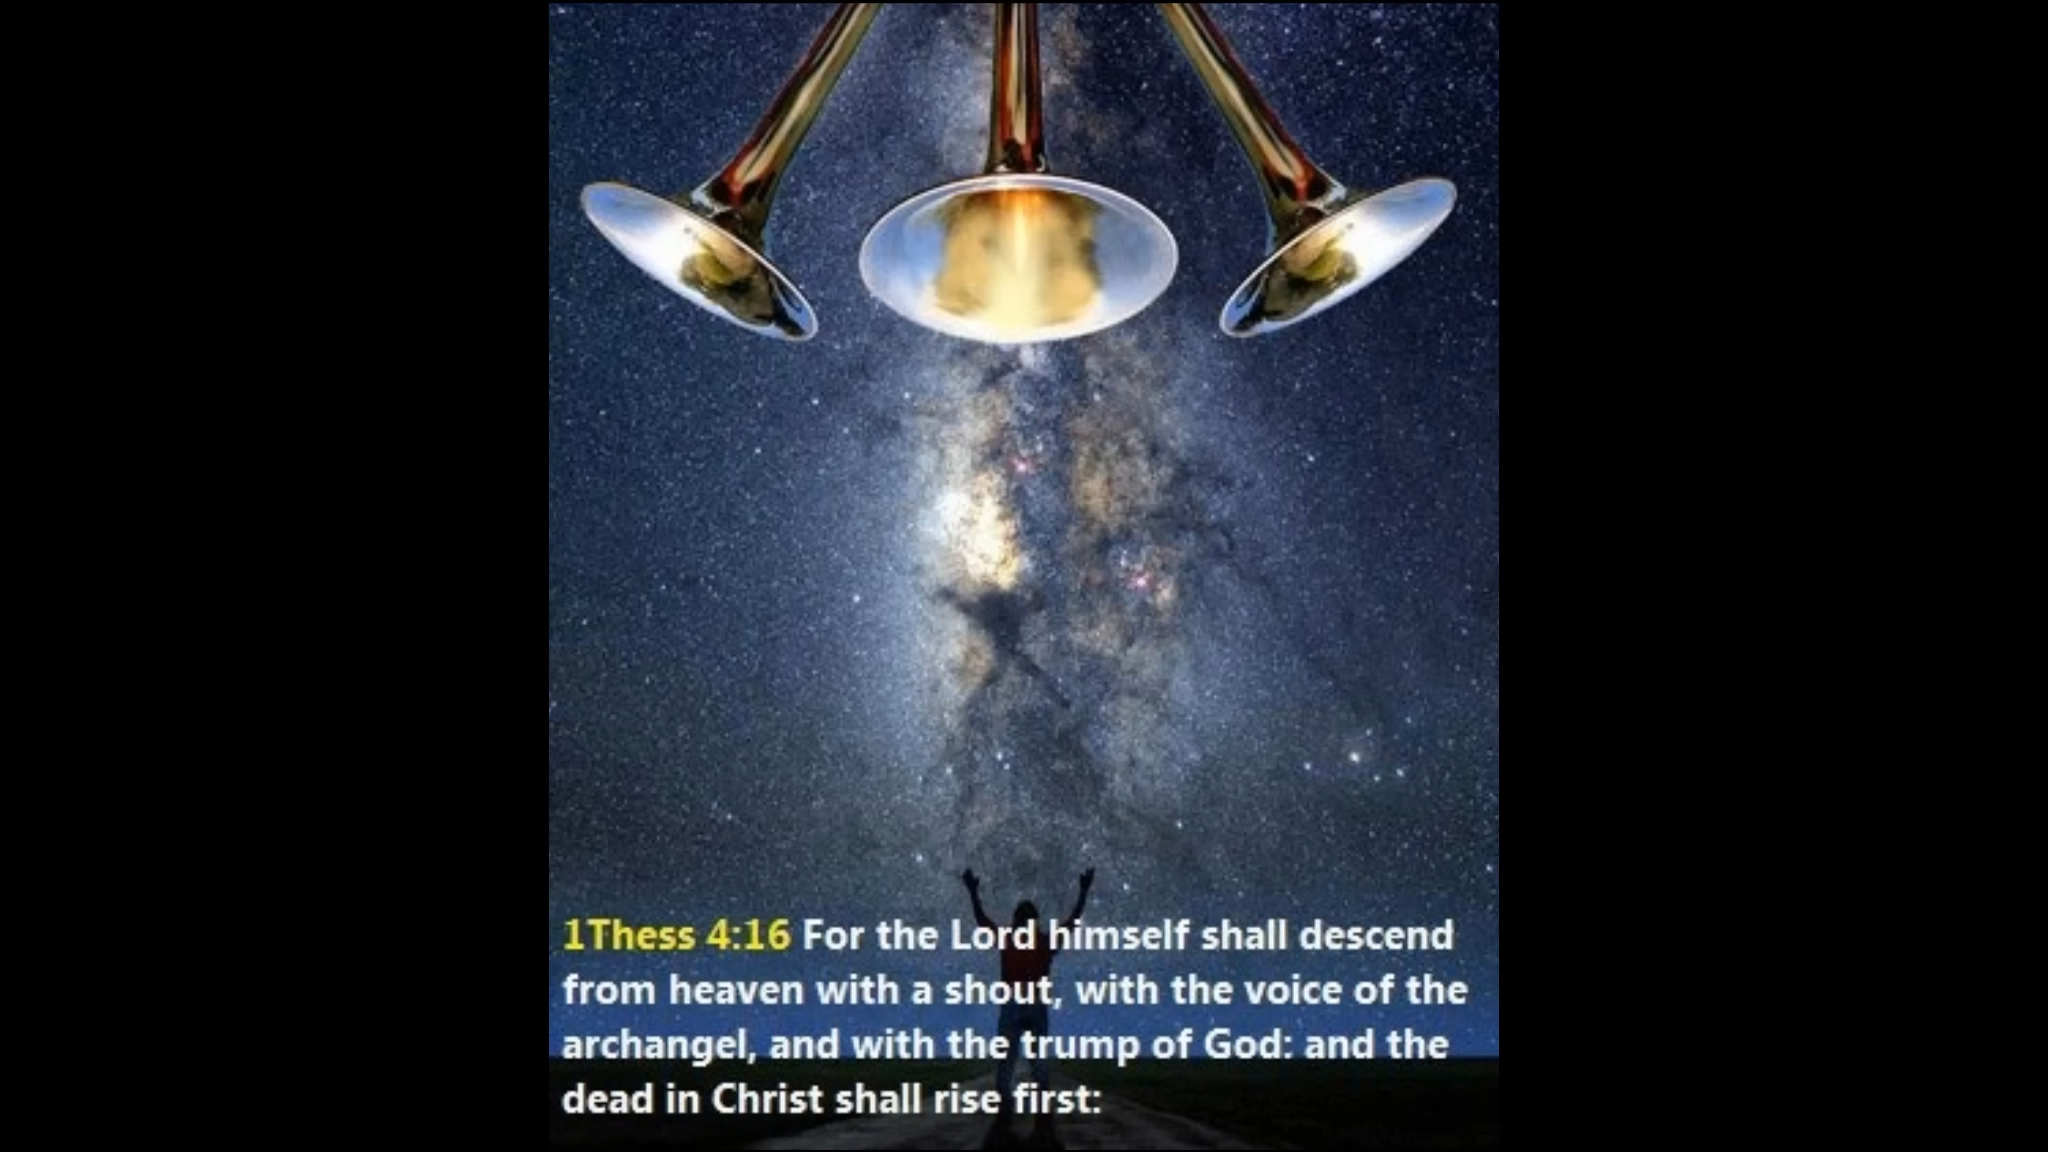 1Thess 4:16 For the Lord himself shall descend
from heaven with a shout, with the voice of the
archangel, and with the trump of God: and the
dead in Christ shall rise first: